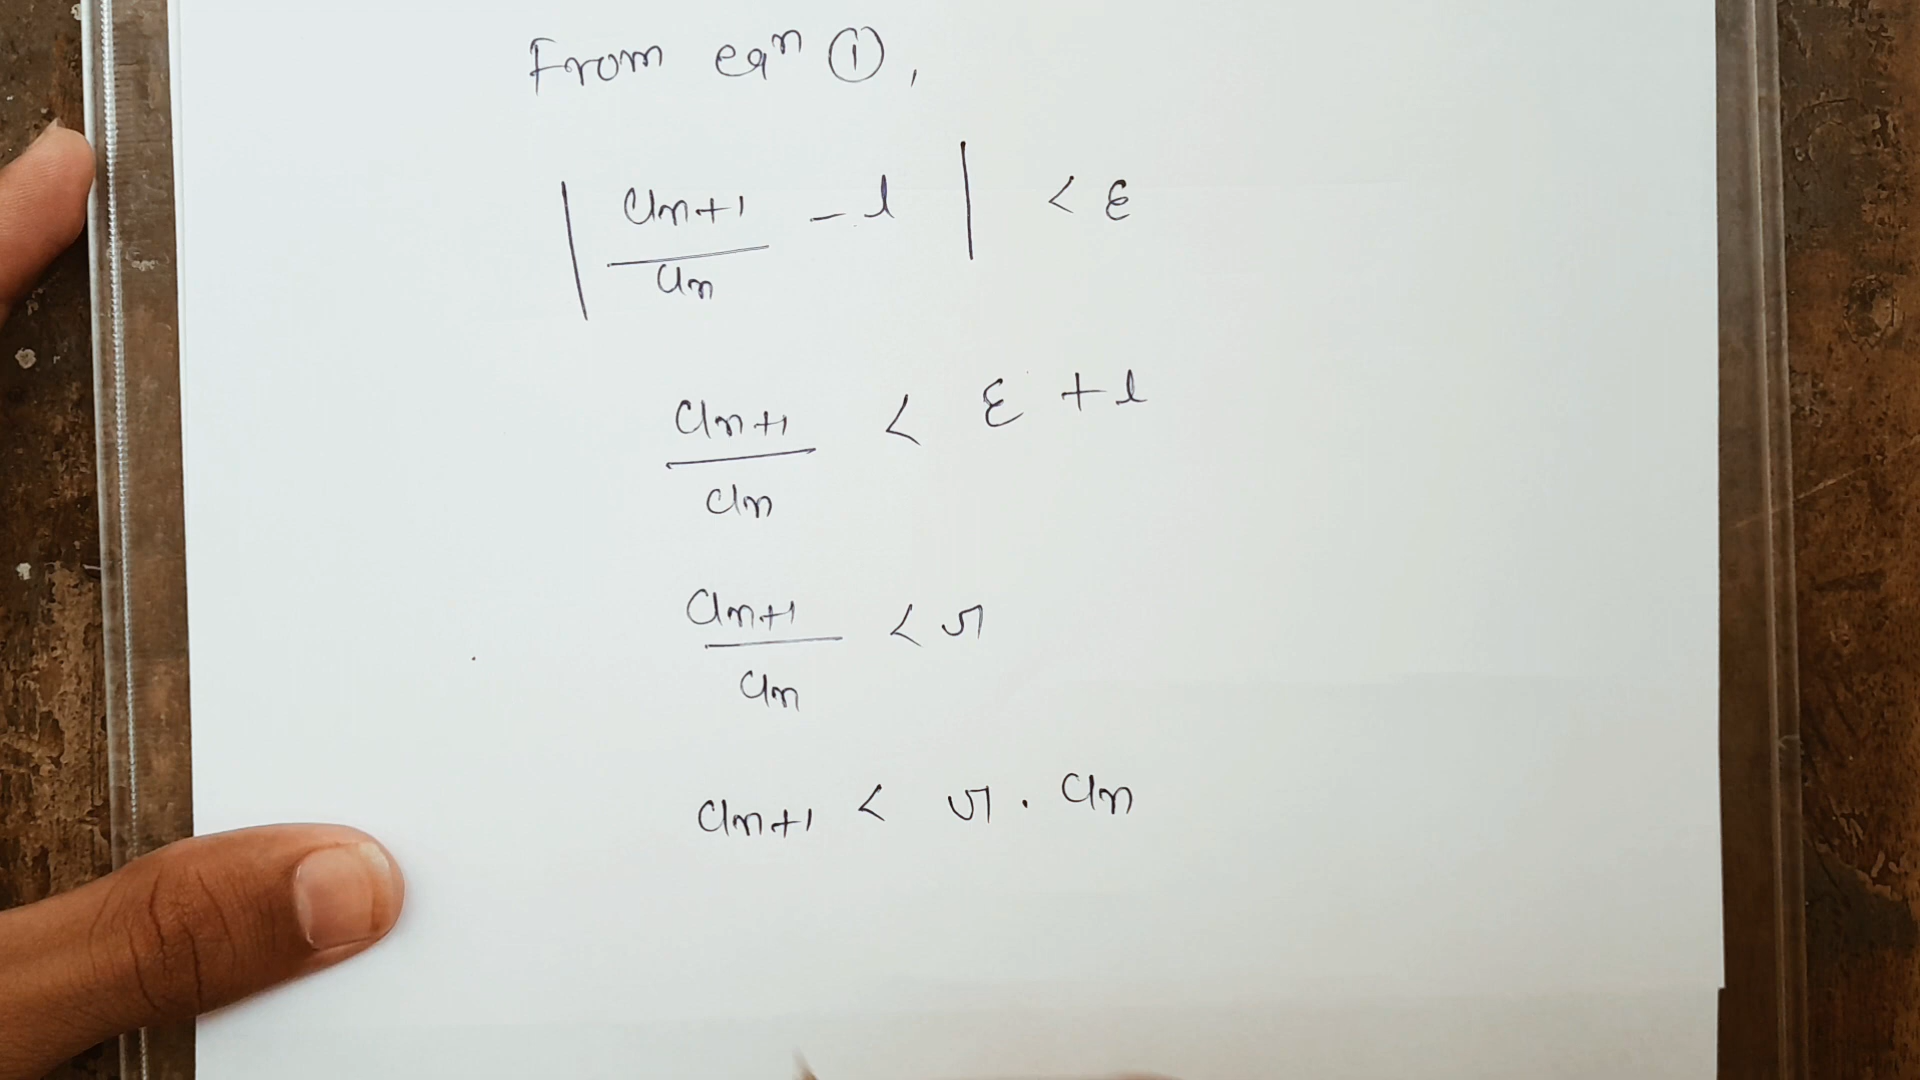 From eqn ①,
| an+1/an - l | < ε
an+1/an < ε + l
an+1/an < r
an+1 < r . an